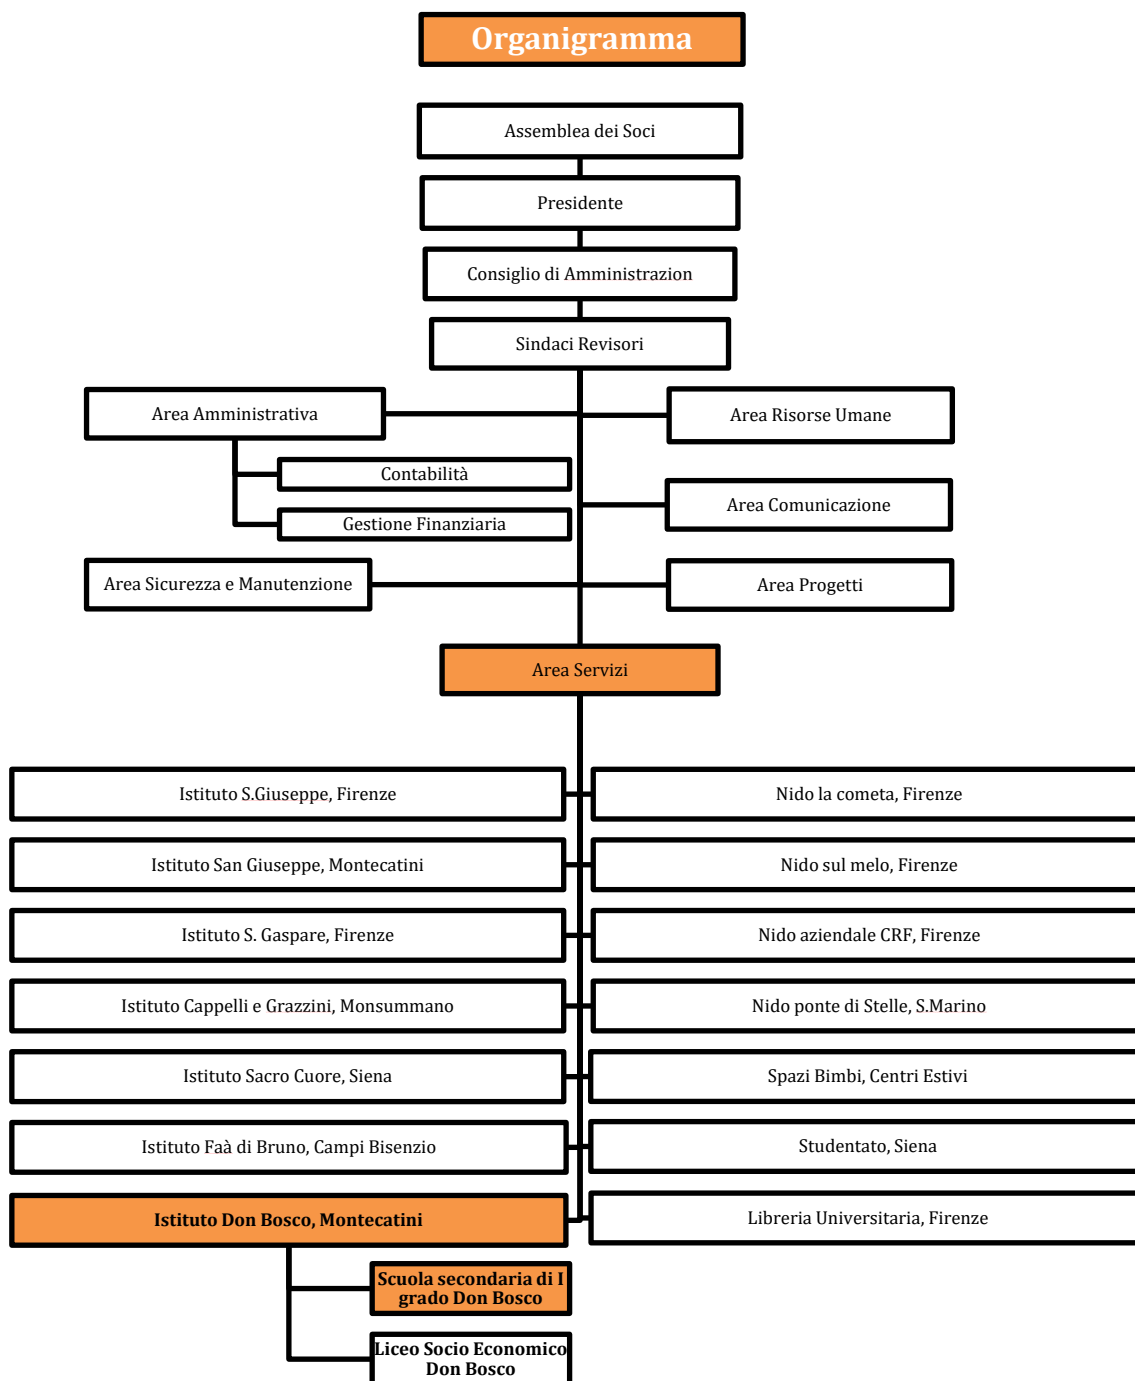 Organigramma
Assemblea dei Soci
Presidente
Consiglio di Amministrazion
Sindaci Revisori
Area Amministrativa
Area Risorse Umane
Contabilità
Area Comunicazione
Gestione Finanziaria
Area Sicurezza e Manutenzione
Area Progetti
Area Servizi
Istituto S.Giuseppe, Firenze
Nido la cometa, Firenze
Istituto San Giuseppe, Montecatini
Nido sul melo, Firenze
Istituto S. Gaspare, Firenze
Nido aziendale CRF, Firenze
Istituto Cappelli e Grazzini, Monsummano
Nido ponte di Stelle, S.Marino
Istituto Sacro Cuore, Siena
Spazi Bimbi, Centri Estivi
Istituto Faà di Bruno, Campi Bisenzio
Studentato, Siena
Istituto Don Bosco, Montecatini
Libreria Universitaria, Firenze
Scuola secondaria di I
grado Don Bosco
Liceo Socio Economico
Don Bosco